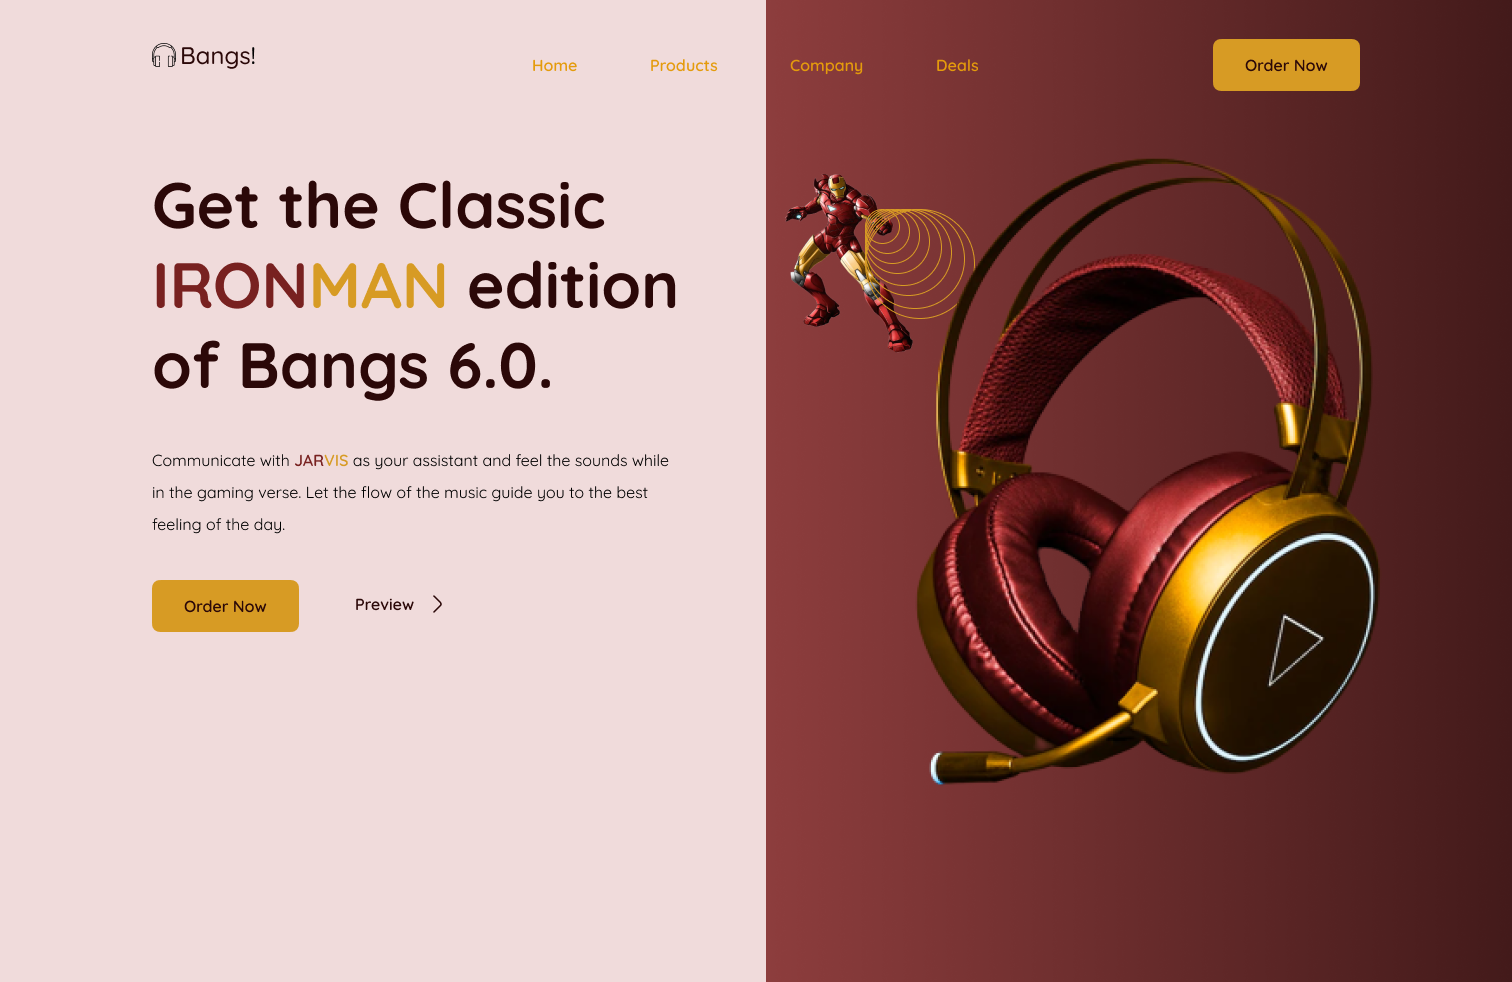 Bangs!
Home Products Company Deals Order Now
Get the Classic
IRONMAN edition
of Bangs 6.0.
Communicate with JARVIS as your assistant and feel the sounds while
in the gaming verse. Let the flow of the music guide you to the best
feeling of the day.
Order Now Preview